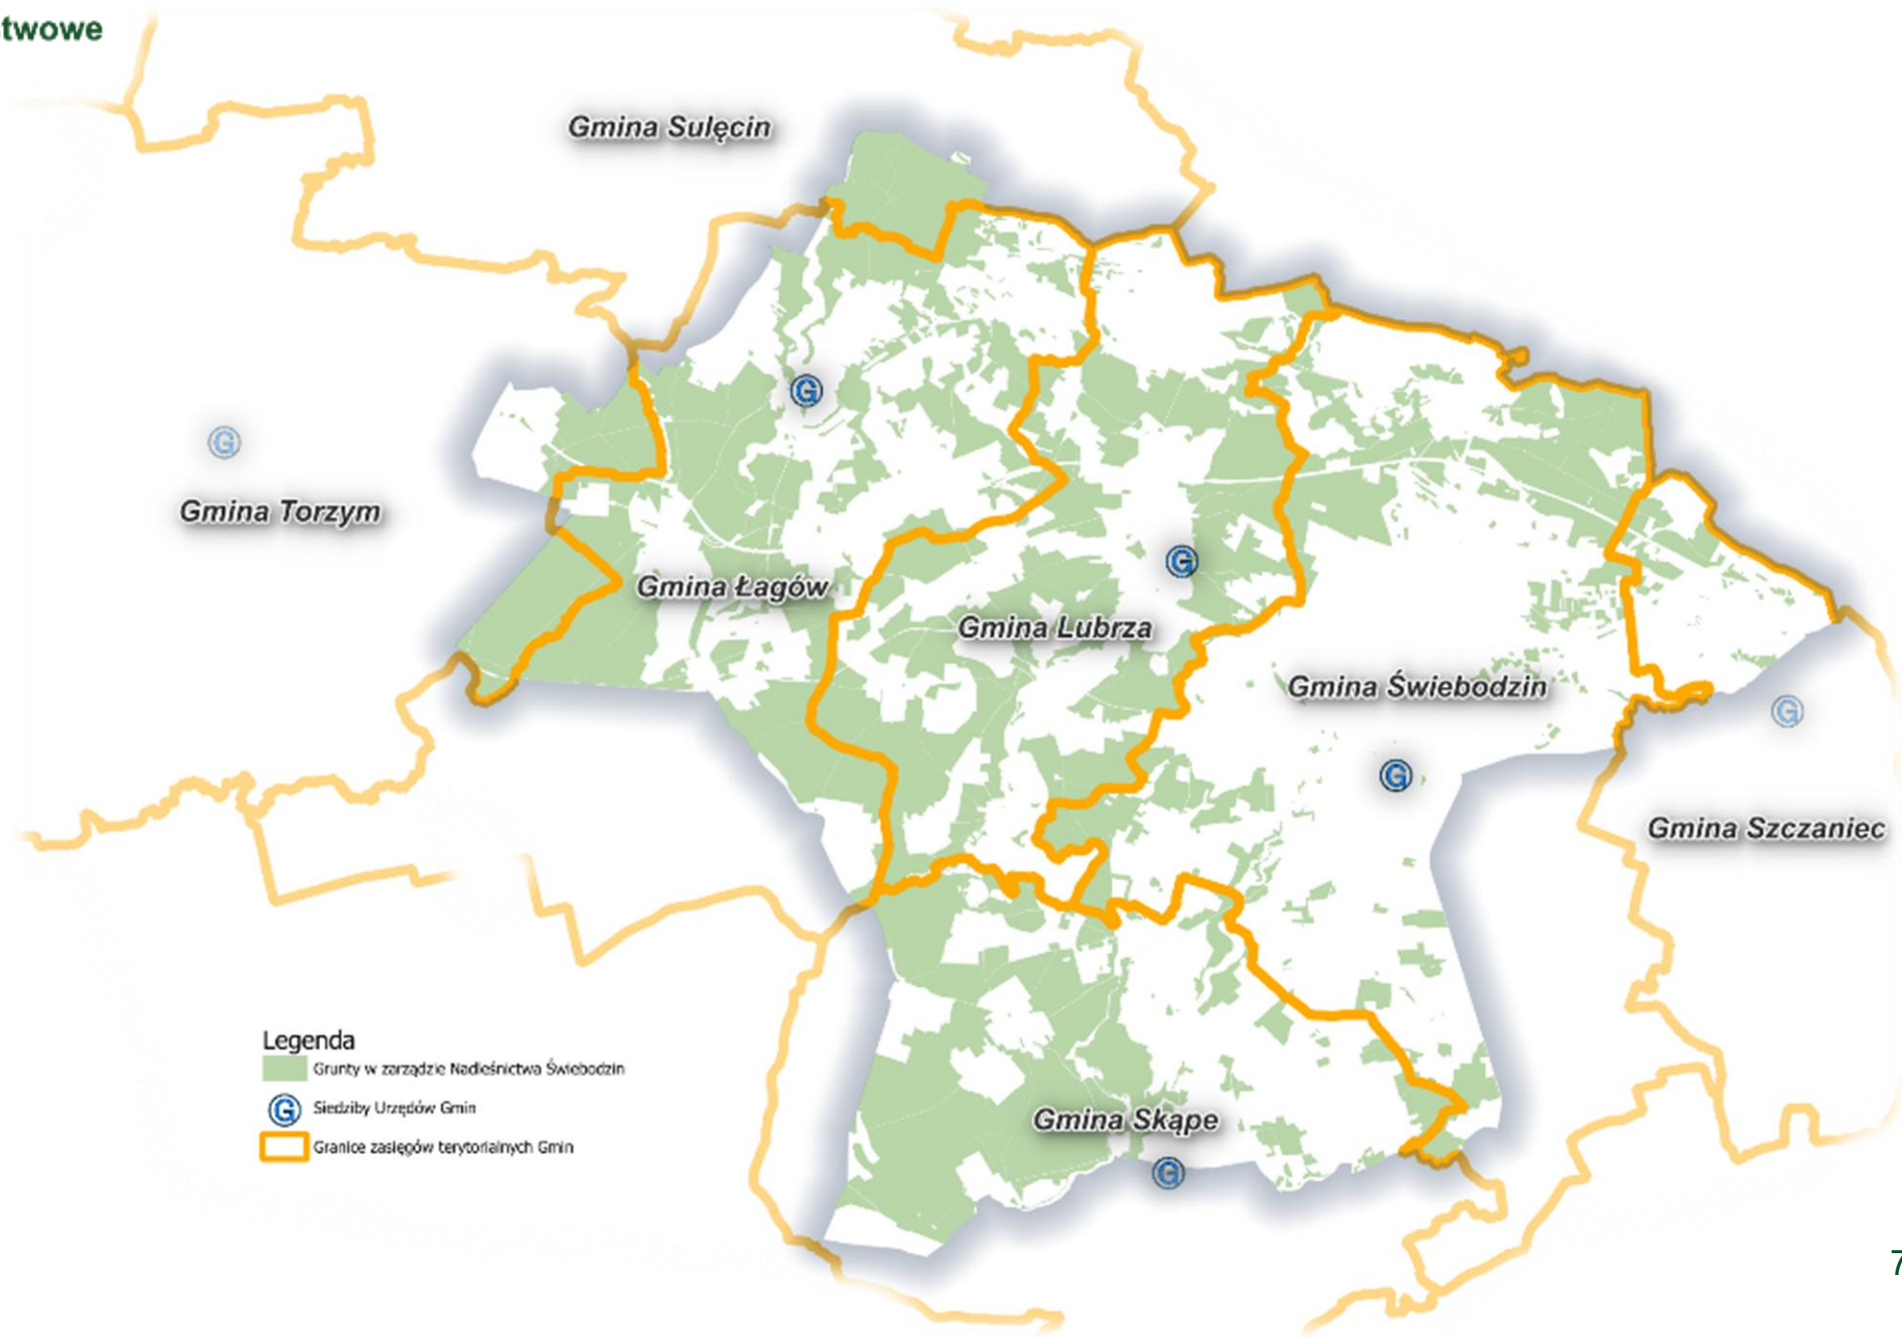 twowe
Gmina Sulęcin
G
G
Gmina Torzym
G
Gmina Łagów
Gmina Lubrza
Gmina Świebodzin
G
G
Gmina Szczaniec
Legenda
Grunty w zarządzie Nadleśnictwa Świebodzin
G
Siedziby Urzędów Gmin
Gmina Skąpe
Granice zasięgów terytorialnych Gmin
G
7